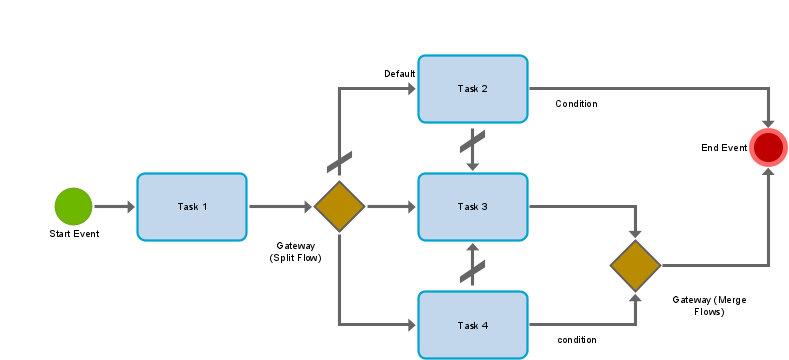 Default
Task 2
Condition
End Event
Task 1
Task 3
Start Event
Gateway
(Split Flow)
Gateway (Merge
Flows)
Task 4
condition